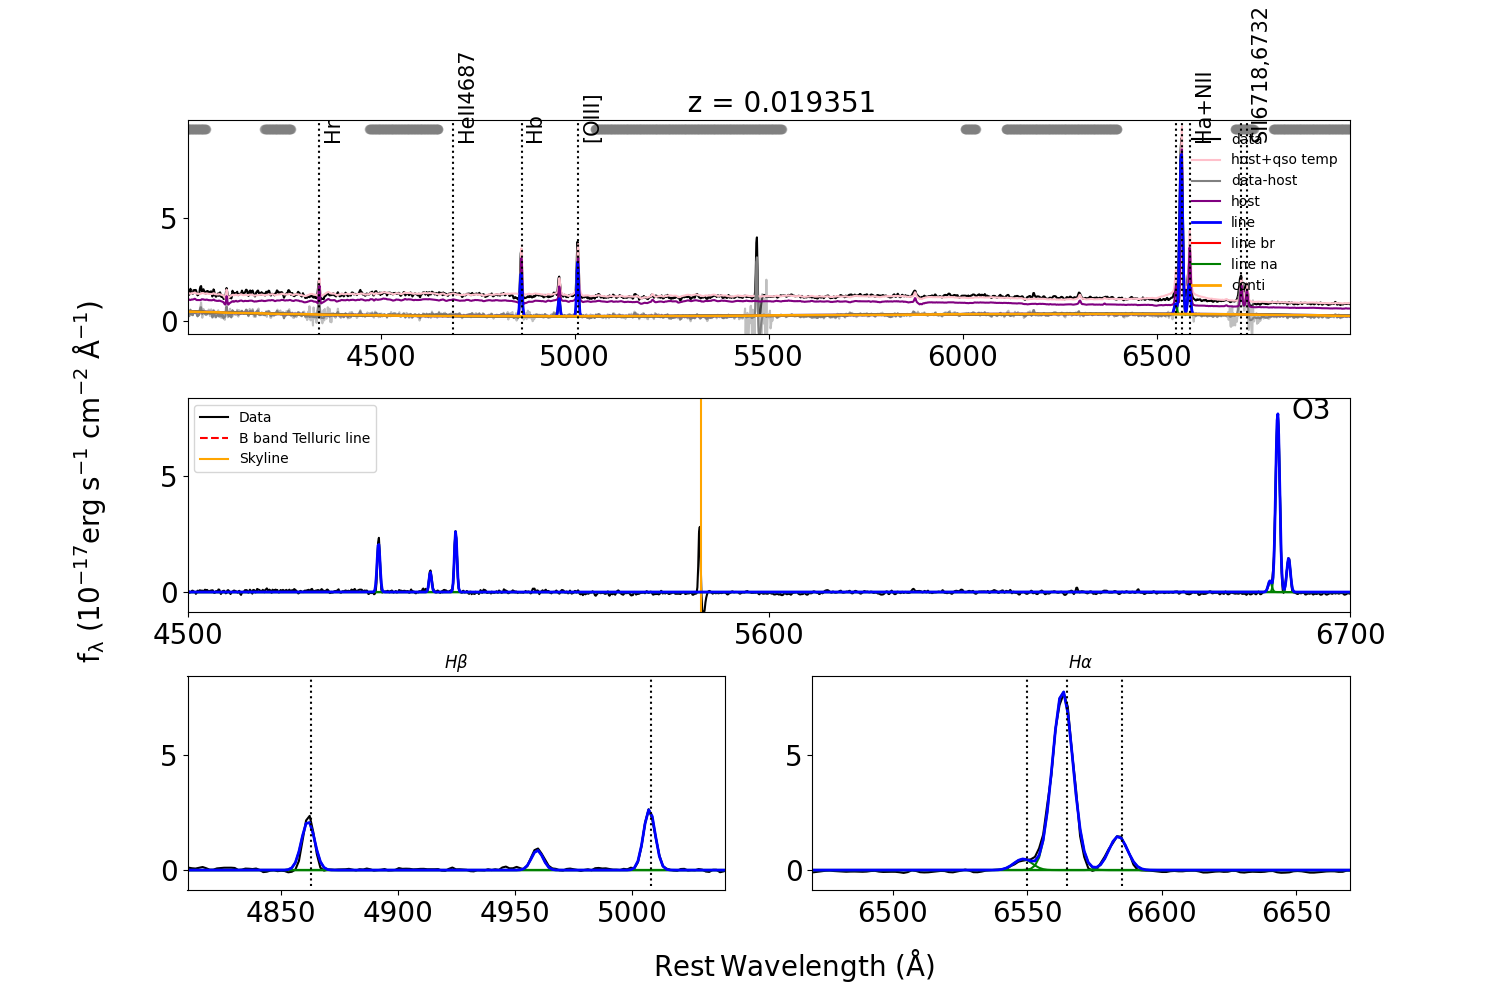 z = 0.019351
Hr
HeII4687
Hb
[OIII]
Ha+NII
SII6718,6732
data
host+qso temp
data-host
host
line
line br
line na
conti
5
0
4500
5000
5500
6000
6500
Data
B band Telluric line
Skyline
O3
5
0
4500
5600
6700
fλ (10⁻¹⁷erg s⁻¹ cm⁻² Å⁻¹)
Hβ
5
0
4850
4900
4950
5000
Hα
5
0
6500
6550
6600
6650
Rest Wavelength (Å)